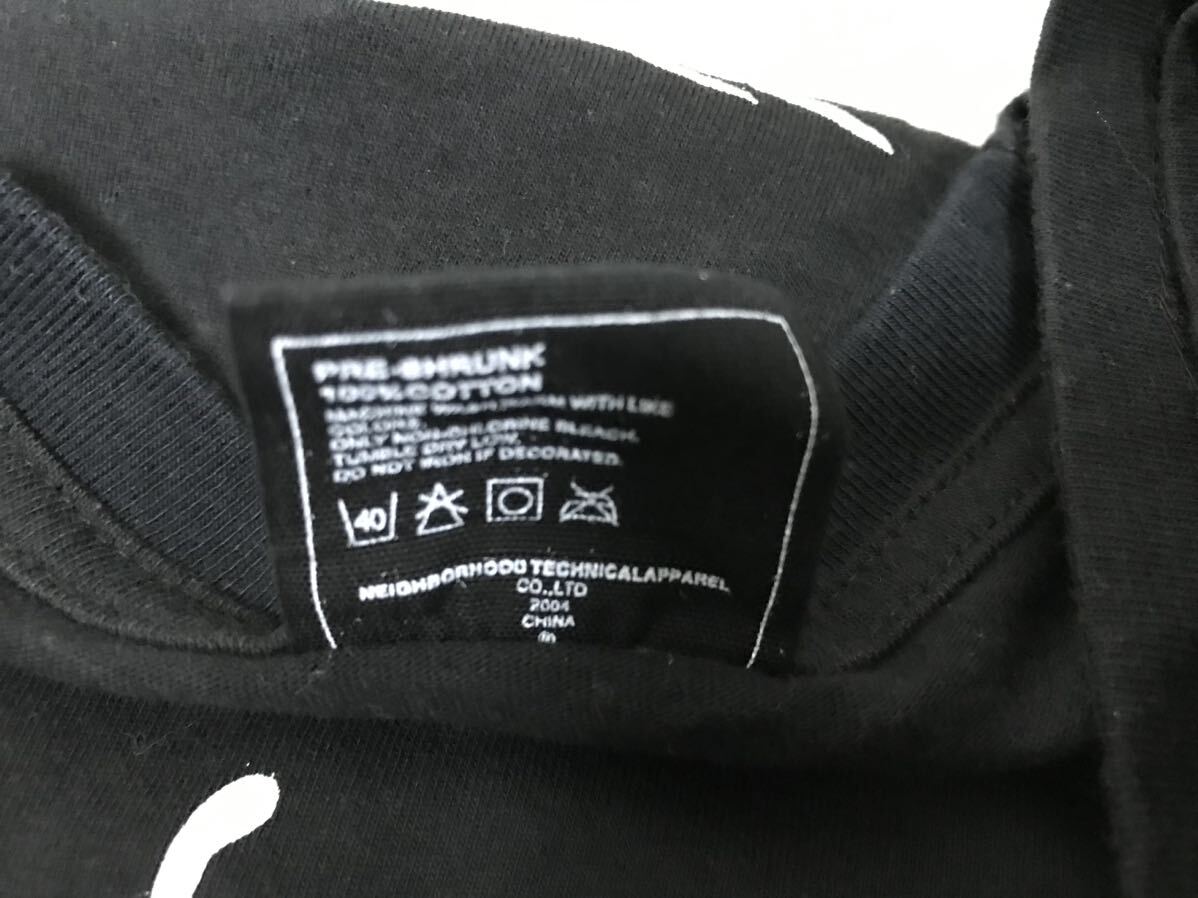 PRE-SHRUNK
100% COTTON
MACHINE WASH WARM WITH LIKE
COLORS.
ONLY NON-CHLORINE BLEACH.
TUMBLE DRY LOW.
DO NOT IRON IF DECORATED.
40
NEIGHBORHOOD TECHNICALAPPAREL
CO.,LTD
2004
CHINA